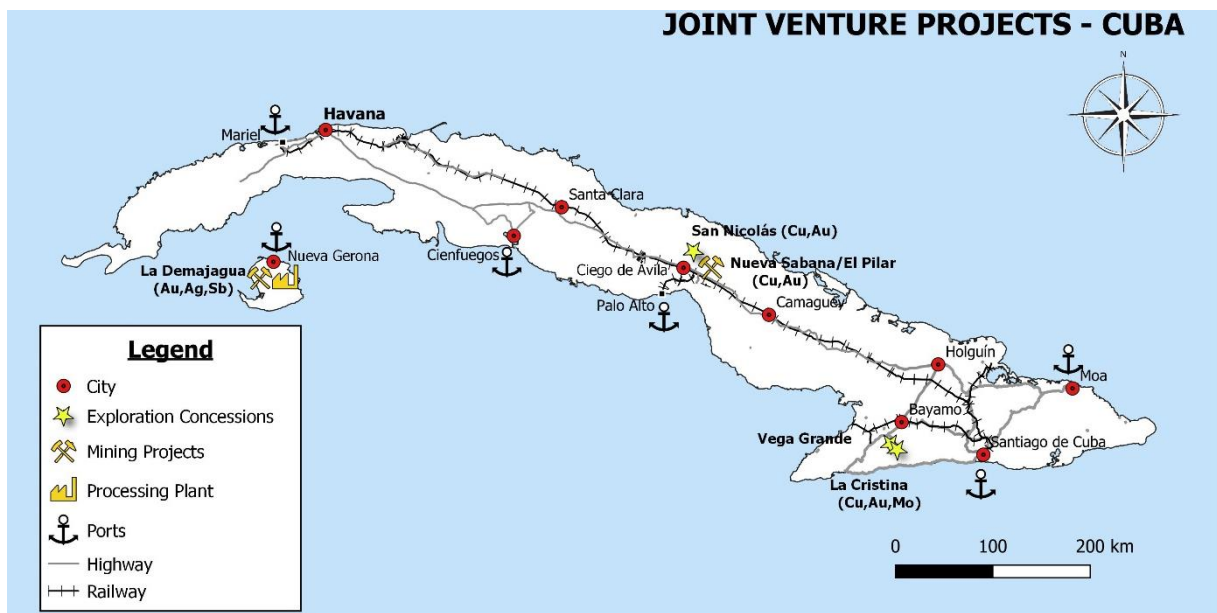 JOINT VENTURE PROJECTS - CUBA
N
Havana
Mariel
Santa Clara
San Nicolás (Cu,Au)
Cienfuegos
Nueva Gerona
La Demajagua
(Au,Ag,Sb)
Ciego de Ávila
Nueva Sabana/El Pilar
(Cu,Au)
Palo Alto
Camaguey
Holguín
Moa
Bayamo
Vega Grande
Santiago de Cuba
La Cristina
(Cu,Au,Mo)
Legend
City
Exploration Concessions
Mining Projects
Processing Plant
Ports
Highway
Railway
0 100 200 km